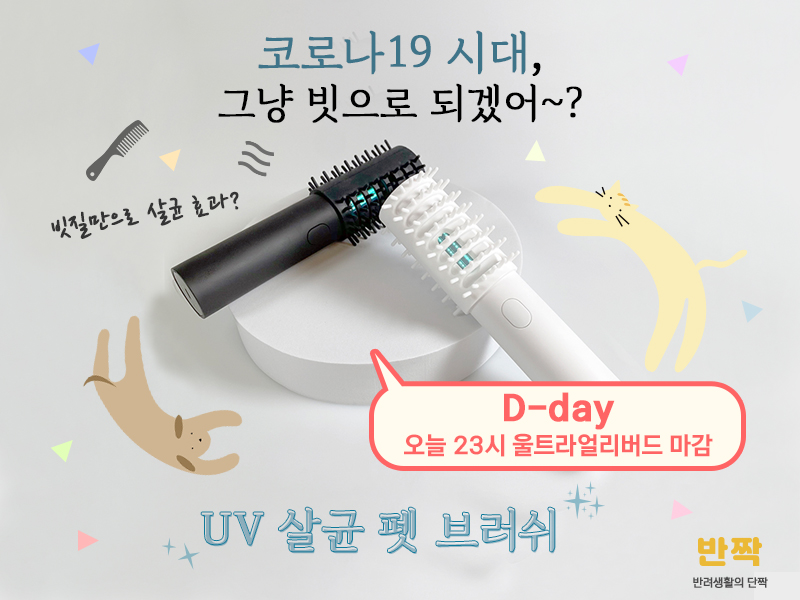 코로나19 시대,
그냥 빗으로 되겠어~?
빗질만으로 살균 효과?
D-day
오늘 23시 울트라얼리버드 마감
UV 살균 펫 브러쉬
반짝
반려생활의 단짝